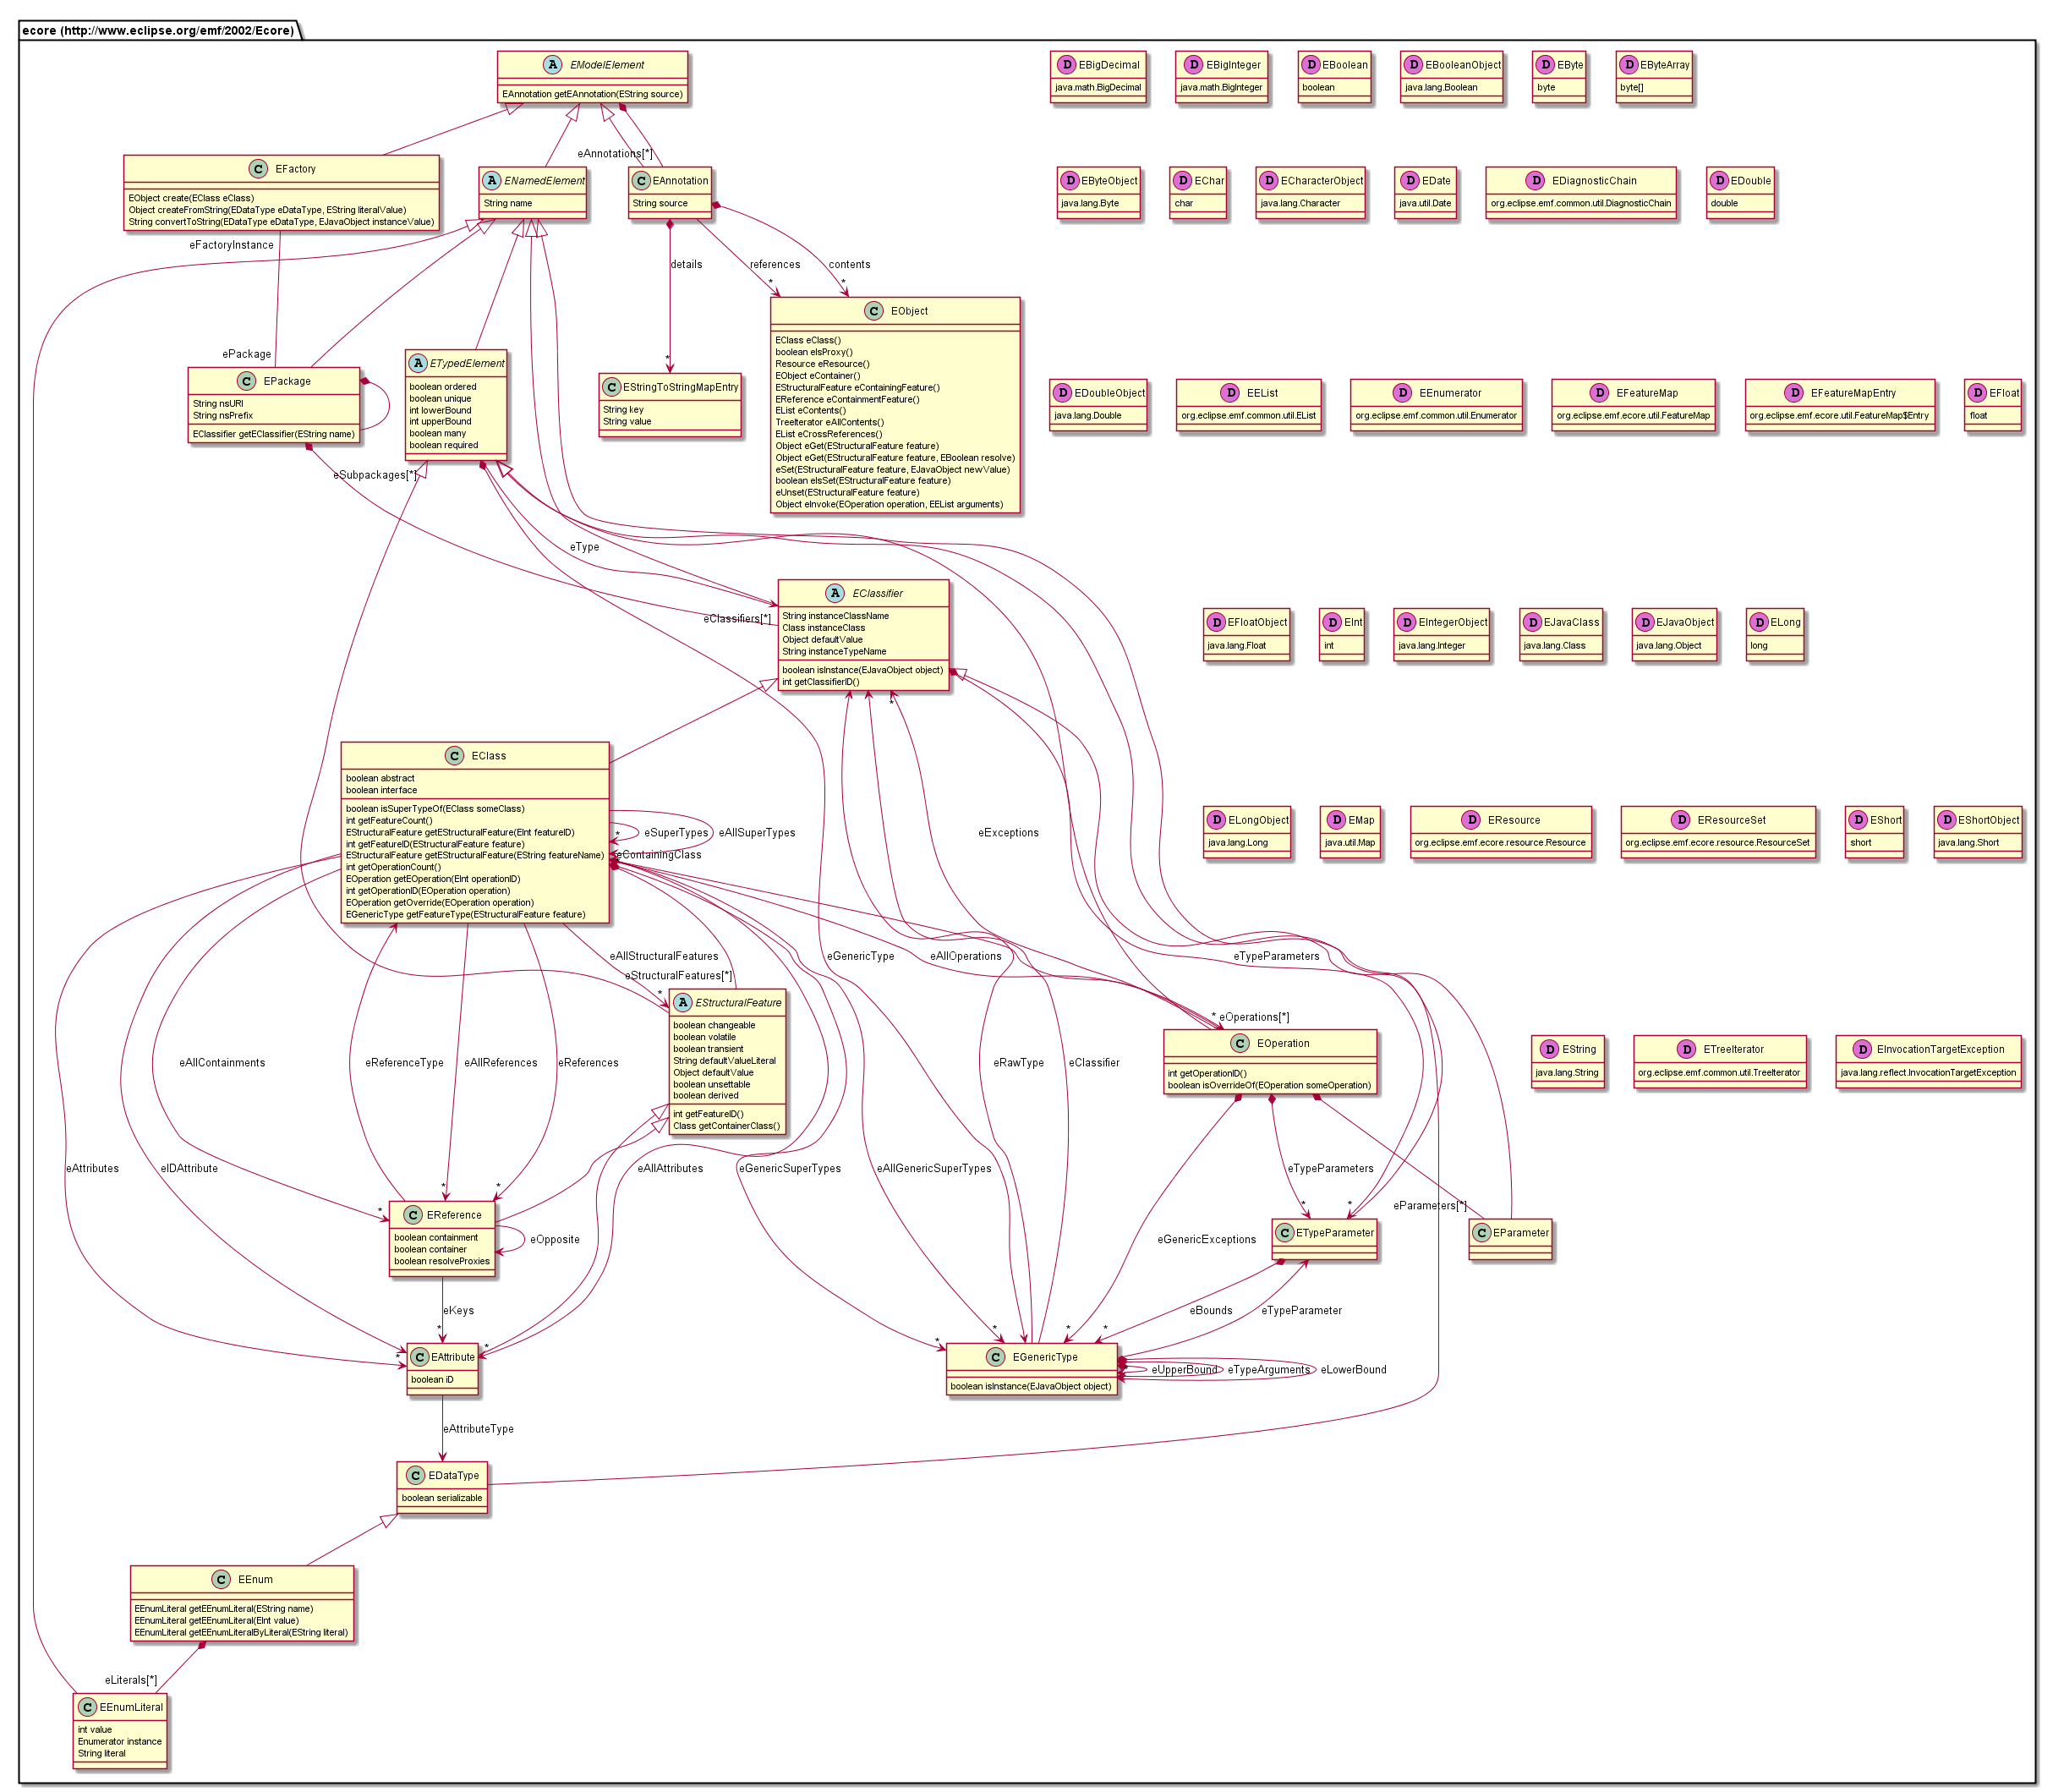 ecore (http://www.eclipse.org/emf/2002/Ecore)
A EModelElement
EAnnotation getEAnnotation(EString source)
D EBigDecimal
java.math.BigDecimal
D EBigInteger
java.math.BigInteger
D EBoolean
boolean
D EBooleanObject
java.lang.Boolean
D EByte
byte
D EByteArray
byte[]
eAnnotations[*]
C EFactory
EObject create(EClass eClass)
Object createFromString(EDataType eDataType, EString literalValue)
String convertToString(EDataType eDataType, EJavaObject instanceValue)
A ENamedElement
String name
C EAnnotation
String source
D EByteObject
java.lang.Byte
D EChar
char
D ECharacterObject
java.lang.Character
D EDate
java.util.Date
D EDiagnosticChain
org.eclipse.emf.common.util.DiagnosticChain
D EDouble
double
eFactoryInstance
details
references
contents
*
*
ePackage
*
C EPackage
String nsURI
String nsPrefix
EClassifier getEClassifier(EString name)
A ETypedElement
boolean ordered
boolean unique
int lowerBound
int upperBound
boolean many
boolean required
C EStringToStringMapEntry
String key
String value
C EObject
EClass eClass()
boolean eIsProxy()
Resource eResource()
EObject eContainer()
EStructuralFeature eContainingFeature()
EReference eContainmentFeature()
EList eContents()
TreeIterator eAllContents()
EList eCrossReferences()
Object eGet(EStructuralFeature feature)
Object eGet(EStructuralFeature feature, EBoolean resolve)
eSet(EStructuralFeature feature, EJavaObject newValue)
boolean eIsSet(EStructuralFeature feature)
eUnset(EStructuralFeature feature)
Object eInvoke(EOperation operation, EEList arguments)
D EDoubleObject
java.lang.Double
D EEList
org.eclipse.emf.common.util.EList
D EEnumerator
org.eclipse.emf.common.util.Enumerator
D EFeatureMap
org.eclipse.emf.ecore.util.FeatureMap
D EFeatureMapEntry
org.eclipse.emf.ecore.util.FeatureMap$Entry
D EFloat
float
eSubpackages[*]
eType
eClassifiers[*]
A EClassifier
String instanceClassName
Class instanceClass
Object defaultValue
String instanceTypeName
boolean isInstance(EJavaObject object)
int getClassifierID()
D EFloatObject
java.lang.Float
D EInt
int
D EIntegerObject
java.lang.Integer
D EJavaClass
java.lang.Class
D EJavaObject
java.lang.Object
D ELong
long
*
C EClass
boolean abstract
boolean interface
boolean isSuperTypeOf(EClass someClass)
int getFeatureCount()
EStructuralFeature getEStructuralFeature(EInt featureID)
int getFeatureID(EStructuralFeature feature)
EStructuralFeature getEStructuralFeature(EString featureName)
int getOperationCount()
EOperation getEOperation(EInt operationID)
int getOperationID(EOperation operation)
EOperation getOverride(EOperation operation)
EGenericType getFeatureType(EStructuralFeature feature)
*
eSuperTypes
eAllSuperTypes
eContainingClass
eExceptions
D ELongObject
java.lang.Long
D EMap
java.util.Map
D EResource
org.eclipse.emf.ecore.resource.Resource
D EResourceSet
org.eclipse.emf.ecore.resource.ResourceSet
D EShort
short
D EShortObject
java.lang.Short
eAllStructuralFeatures
eStructuralFeatures[*]
*
eGenericType
eAllOperations
eTypeParameters
* eOperations[*]
A EStructuralFeature
boolean changeable
boolean volatile
boolean transient
String defaultValueLiteral
Object defaultValue
boolean unsettable
boolean derived
int getFeatureID()
Class getContainerClass()
eAllContainments
eReferenceType
eAllReferences
eReferences
eRawType
eClassifier
C EOperation
int getOperationID()
boolean isOverrideOf(EOperation someOperation)
D EString
java.lang.String
D ETreeIterator
org.eclipse.emf.common.util.TreeIterator
D EInvocationTargetException
java.lang.reflect.InvocationTargetException
eAttributes
eIDAttribute
eAllAttributes
eGenericSuperTypes
eAllGenericSuperTypes
eTypeParameters
*
*
*
*
*
eParameters[*]
C EReference
boolean containment
boolean container
boolean resolveProxies
eOpposite
eGenericExceptions
C ETypeParameter
C EParameter
eKeys
eBounds
eTypeParameter
*
*
*
*
*
*
*
C EAttribute
boolean iD
C EGenericType
boolean isInstance(EJavaObject object)
eUpperBound
eTypeArguments
eLowerBound
eAttributeType
C EDataType
boolean serializable
C EEnum
EEnumLiteral getEEnumLiteral(EString name)
EEnumLiteral getEEnumLiteral(EInt value)
EEnumLiteral getEEnumLiteralByLiteral(EString literal)
eLiterals[*]
C EEnumLiteral
int value
Enumerator instance
String literal